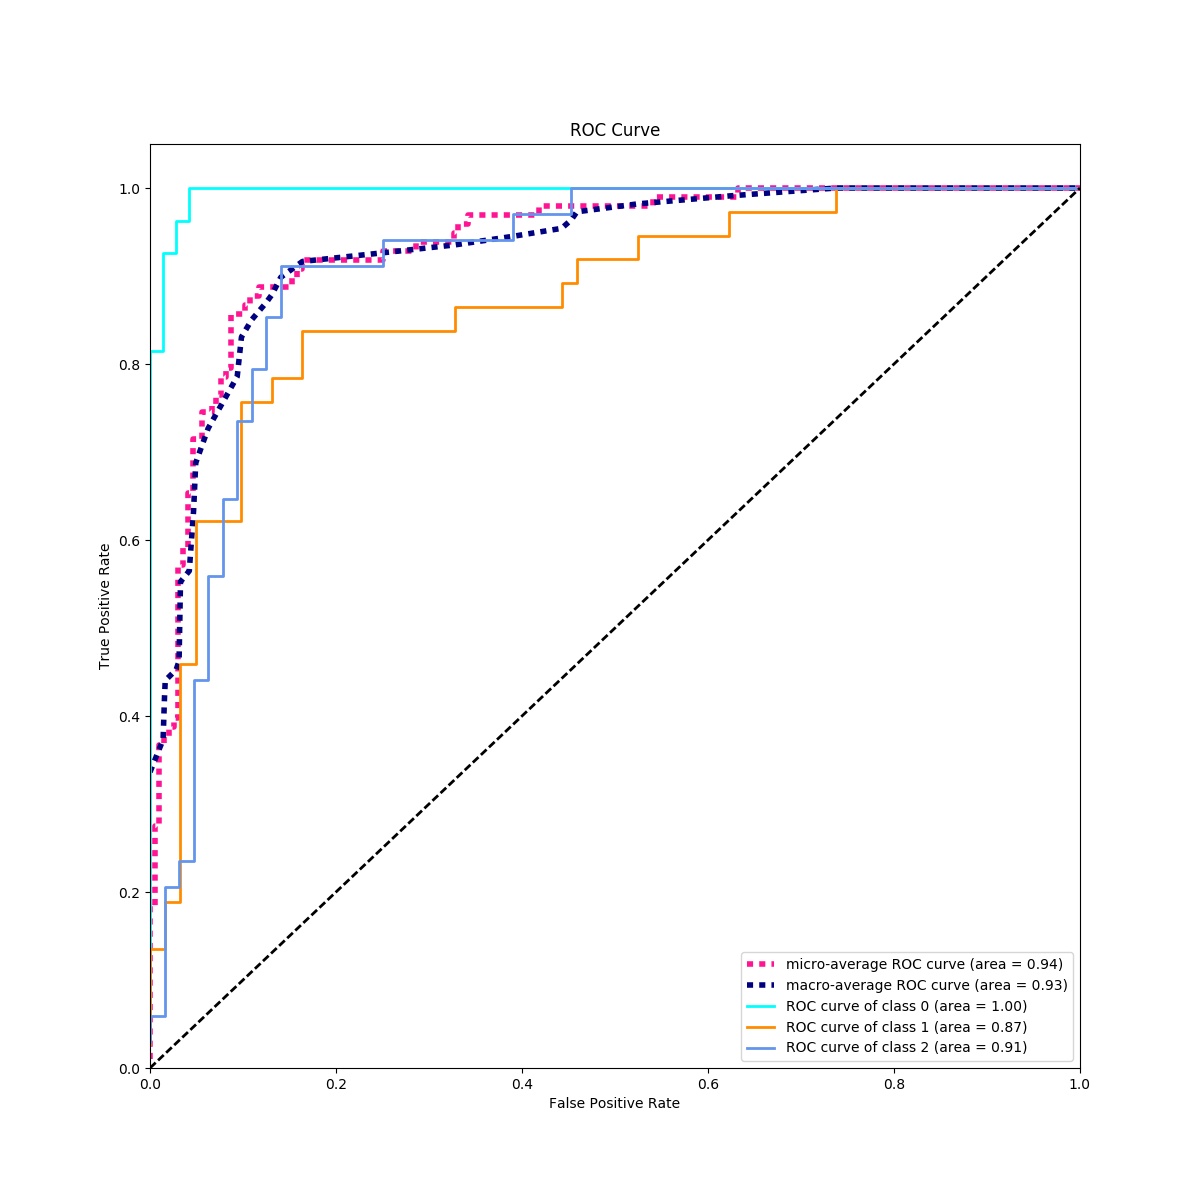 ROC Curve
1.0
0.8
0.6
0.4
0.2
0.0
True Positive Rate
0.0 0.2 0.4 0.6 0.8 1.0
False Positive Rate
micro-average ROC curve (area = 0.94)
macro-average ROC curve (area = 0.93)
ROC curve of class 0 (area = 1.00)
ROC curve of class 1 (area = 0.87)
ROC curve of class 2 (area = 0.91)